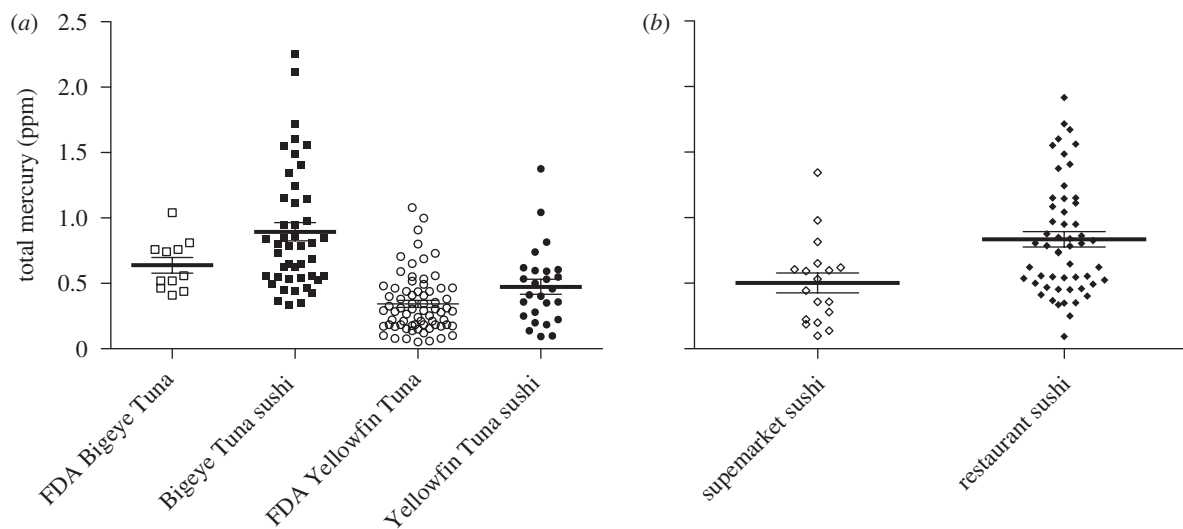 (a)
(b)
total mercury (ppm)
2.5
2.0
1.5
1.0
0.5
0
FDA Bigeye Tuna
Bigeye Tuna sushi
FDA Yellowfin Tuna
Yellowfin Tuna sushi
supemarket sushi
restaurant sushi